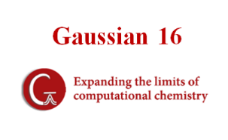 Gaussian 16
Expanding the limits of
computational chemistry